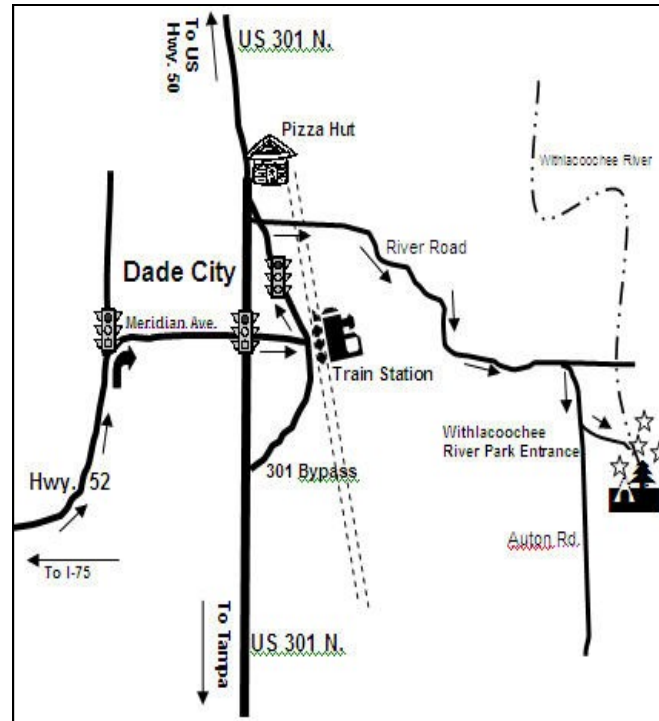 To US
Hwy. 50
US 301 N.
Pizza Hut
Withlacoochee River
River Road
Dade City
Meridian Ave.
Train Station
Withlacoochee
River Park Entrance
301 Bypass
Hwy. 52
Auton Rd.
To I-75
To Tampa
US 301 N.